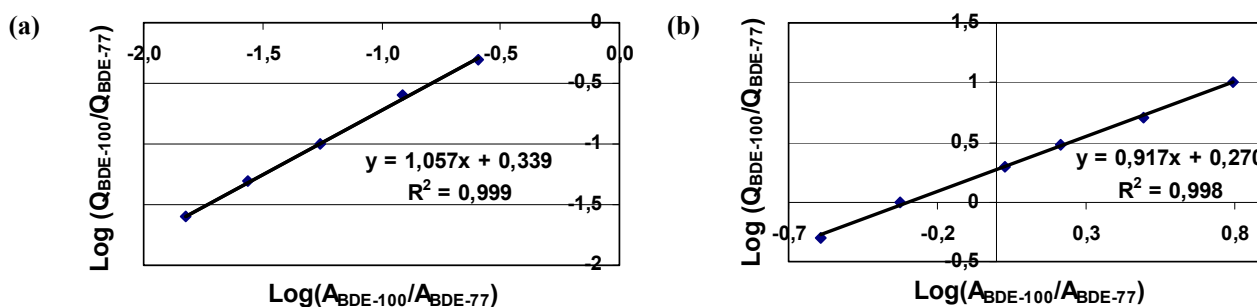 (a)
Log (QBDE-100/QBDE-77)
0
-2,0 -1,5 -1,0 -0,5 0,0
-0,5
-1
y = 1,057x + 0,339
R2 = 0,999
-1,5
-2
Log(ABDE-100/ABDE-77)
(b)
Log (QBDE-100/QBDE-77)
1,5
1
0,5
y = 0,917x + 0,270
R2 = 0,998
0
-0,7 -0,2 0,3 0,8
-0,5
Log(ABDE-100/ABDE-77)